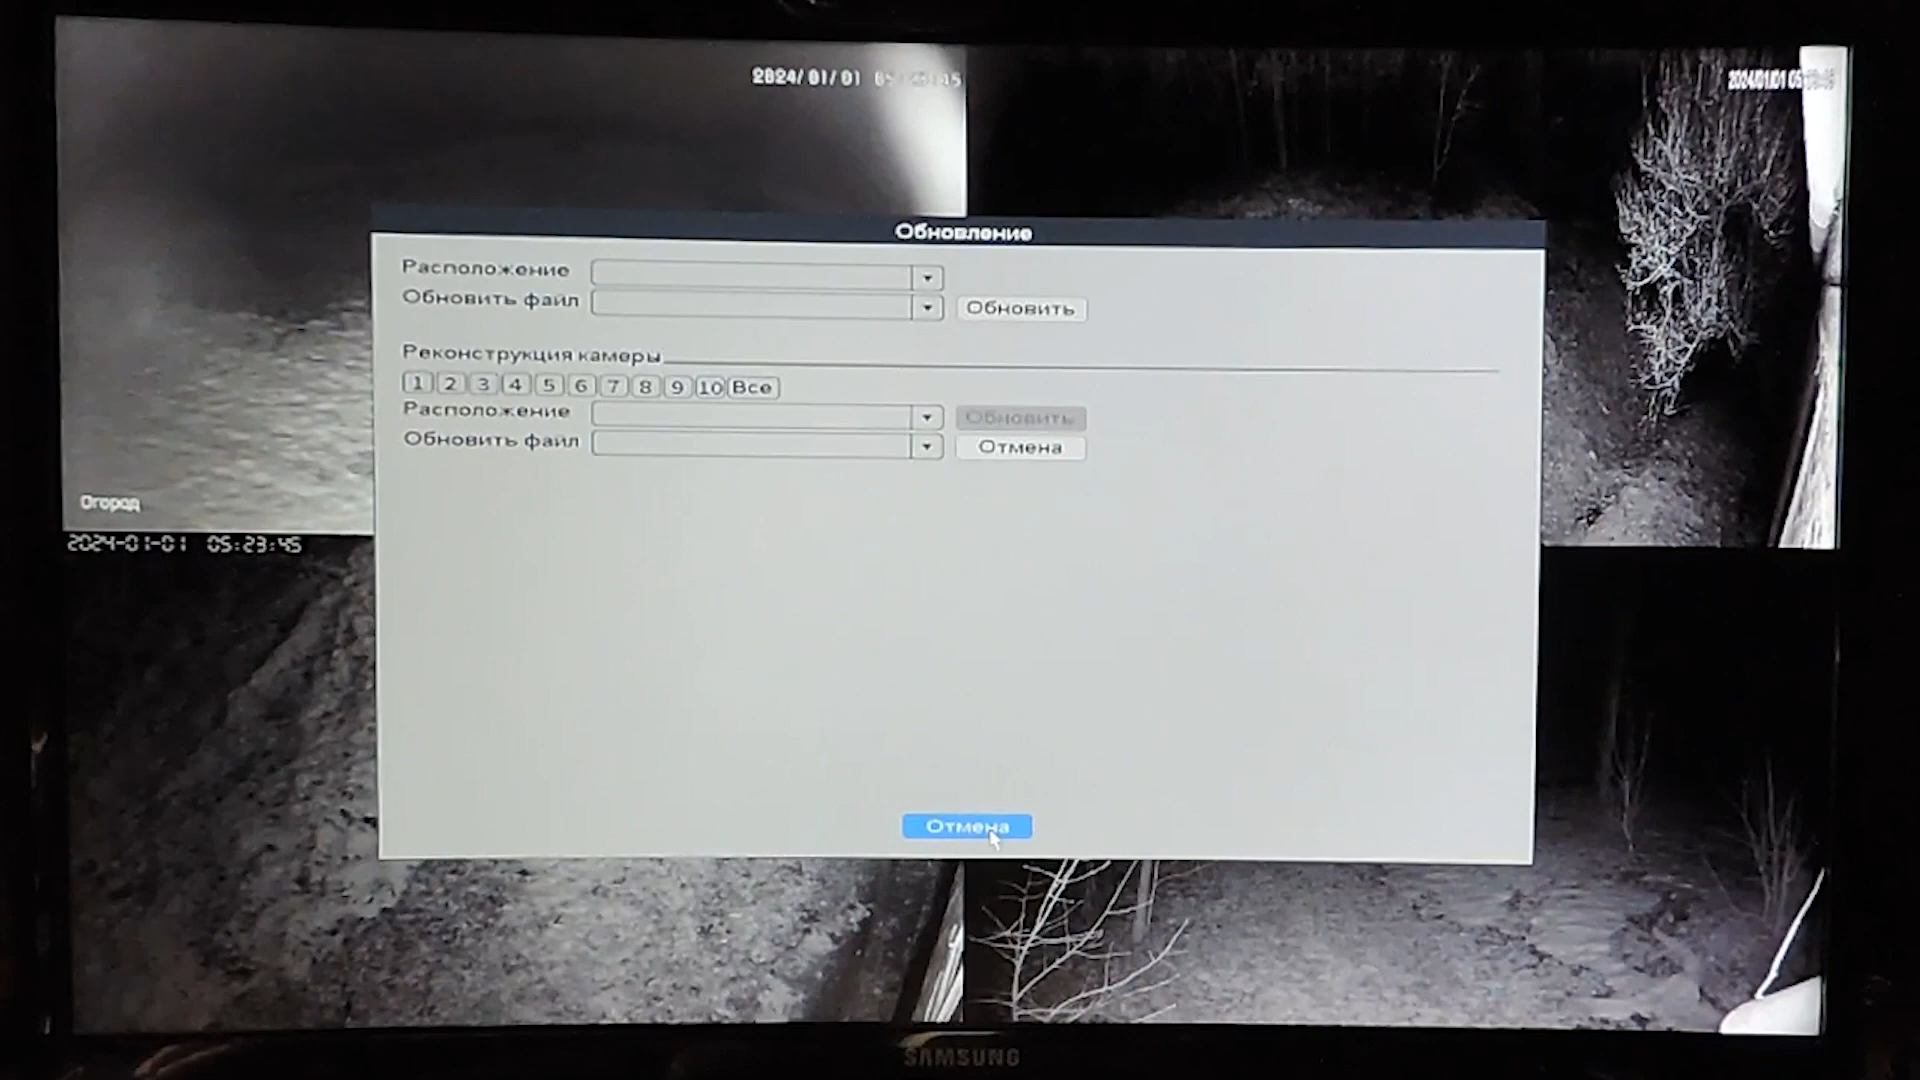 2024/01/01
2024/01/01 05
Обновление
Расположение
Обновить файл Обновить
Реконструкция камеры
1 2 3 4 5 6 7 8 9 10 Все
Расположение Обновить
Обновить файл Отмена
Огород
2024-01-01 05:23:45
Отмена
SAMSUNG